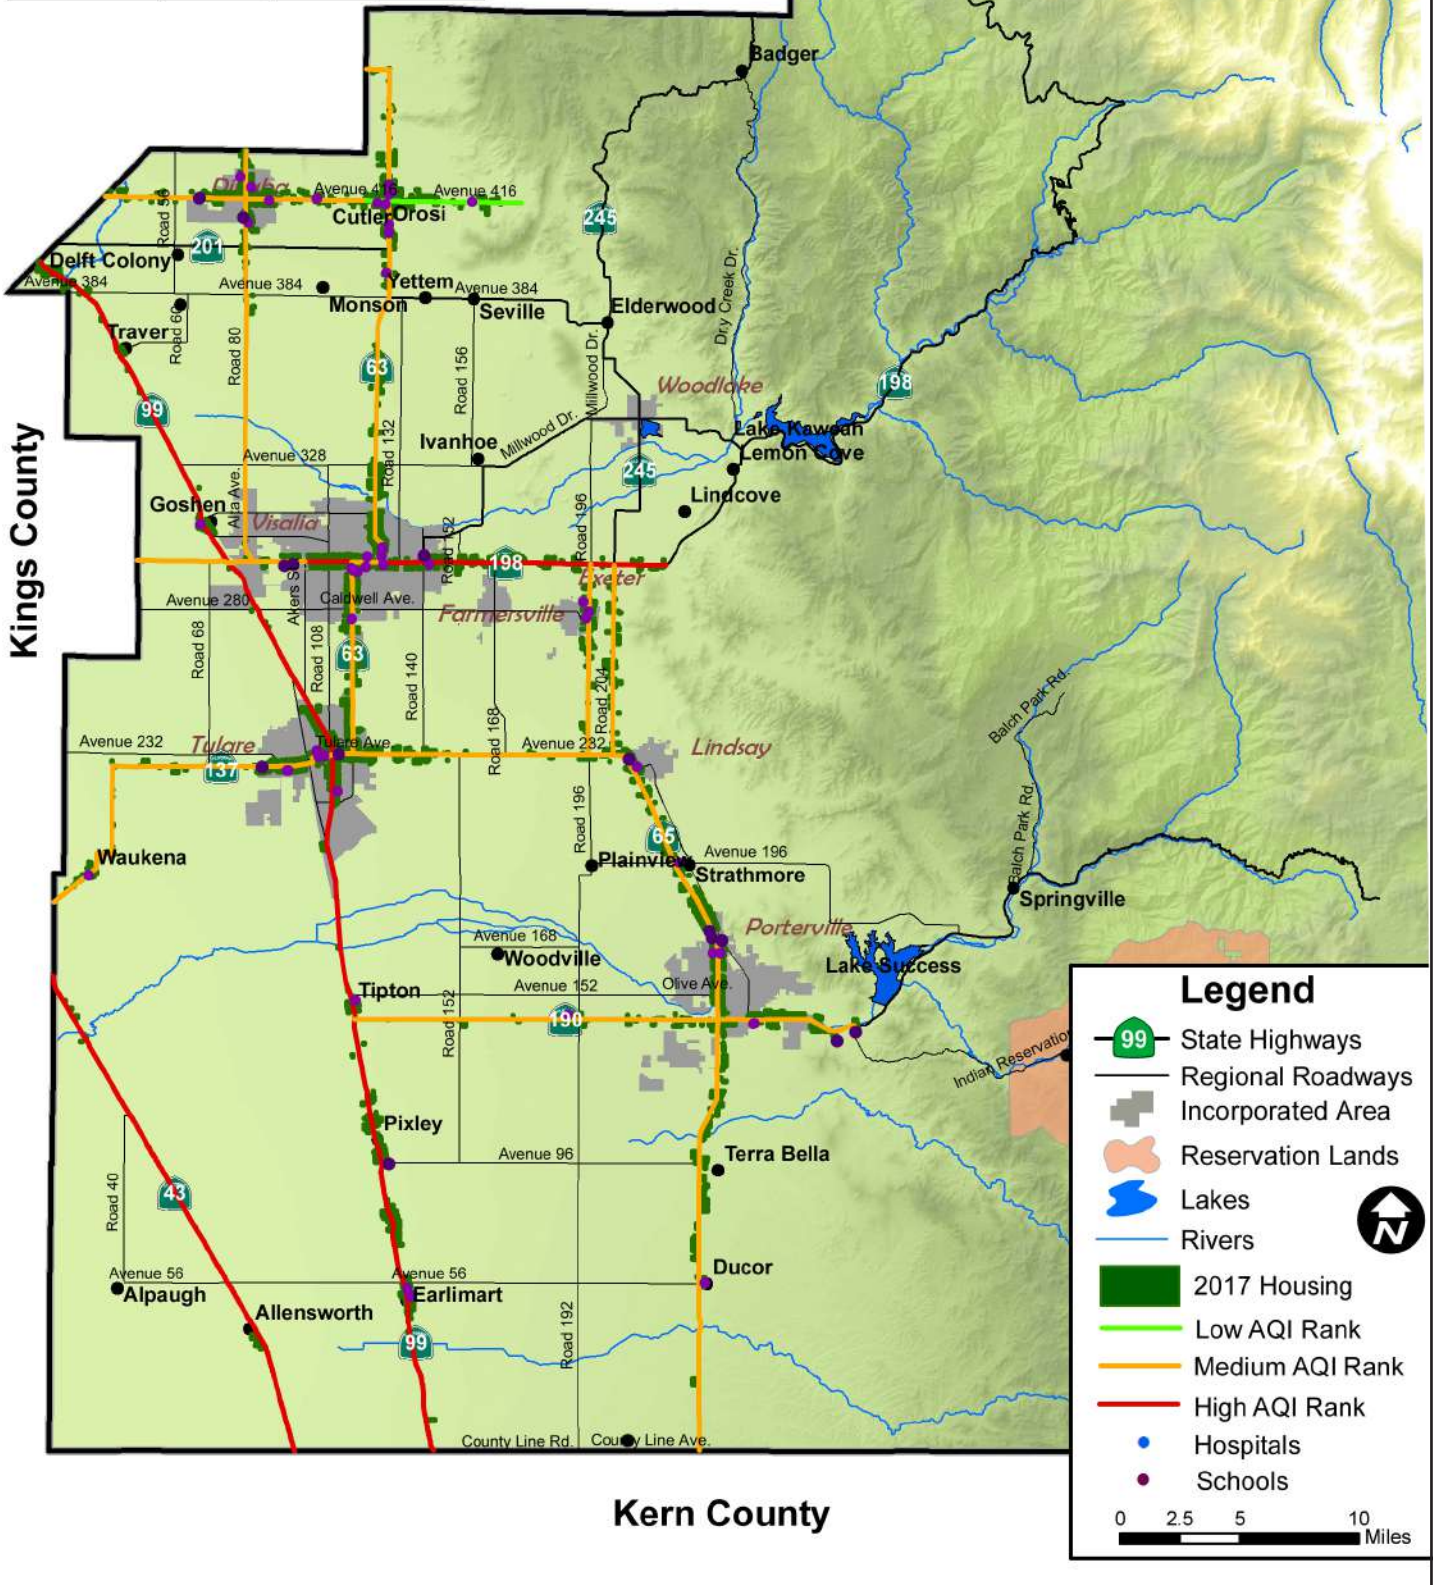 Badger
Dinuba
Avenue 416
Avenue 416
Road 56
Cutler
Orosi
245
201
Delft Colony
Avenue 384
Avenue 384
Yettem
Avenue 384
Monson
Seville
Elderwood
Dry Creek Dr.
Traver
Road 60
Road 80
63
Road 156
Millwood Dr.
Woodlake
198
99
Kings County
Road 132
Ivanhoe
Millwood Dr.
Lake Kaweah
Lemon Cove
Avenue 328
245
Lindcove
Goshen
Alta Ave.
Visalia
Road 152
Road 196
198
Exeter
Akers St
Avenue 280
Caldwell Ave.
Farmersville
63
Road 68
Road 108
Road 140
Road 168
Road 204
Balch Park Rd.
Avenue 232
Tulare
Tulare Ave.
Avenue 232
Lindsay
137
Road 196
65
Balch Park Rd.
Waukena
Plainview
Avenue 196
Strathmore
Springville
Porterville
Avenue 168
Woodville
Lake Success
Tipton
Avenue 152
Olive Ave.
190
Road 152
Indian Reservation
Pixley
Avenue 96
Terra Bella
43
Road 40
Ducor
Avenue 56
Avenue 56
Alpaugh
Earlimart
Allensworth
99
Road 192
County Line Rd.
County Line Ave.
Kern County
Legend
99
State Highways
Regional Roadways
Incorporated Area
Reservation Lands
Lakes
N
Rivers
2017 Housing
Low AQI Rank
Medium AQI Rank
High AQI Rank
Hospitals
Schools
0 2.5 5 10
Miles